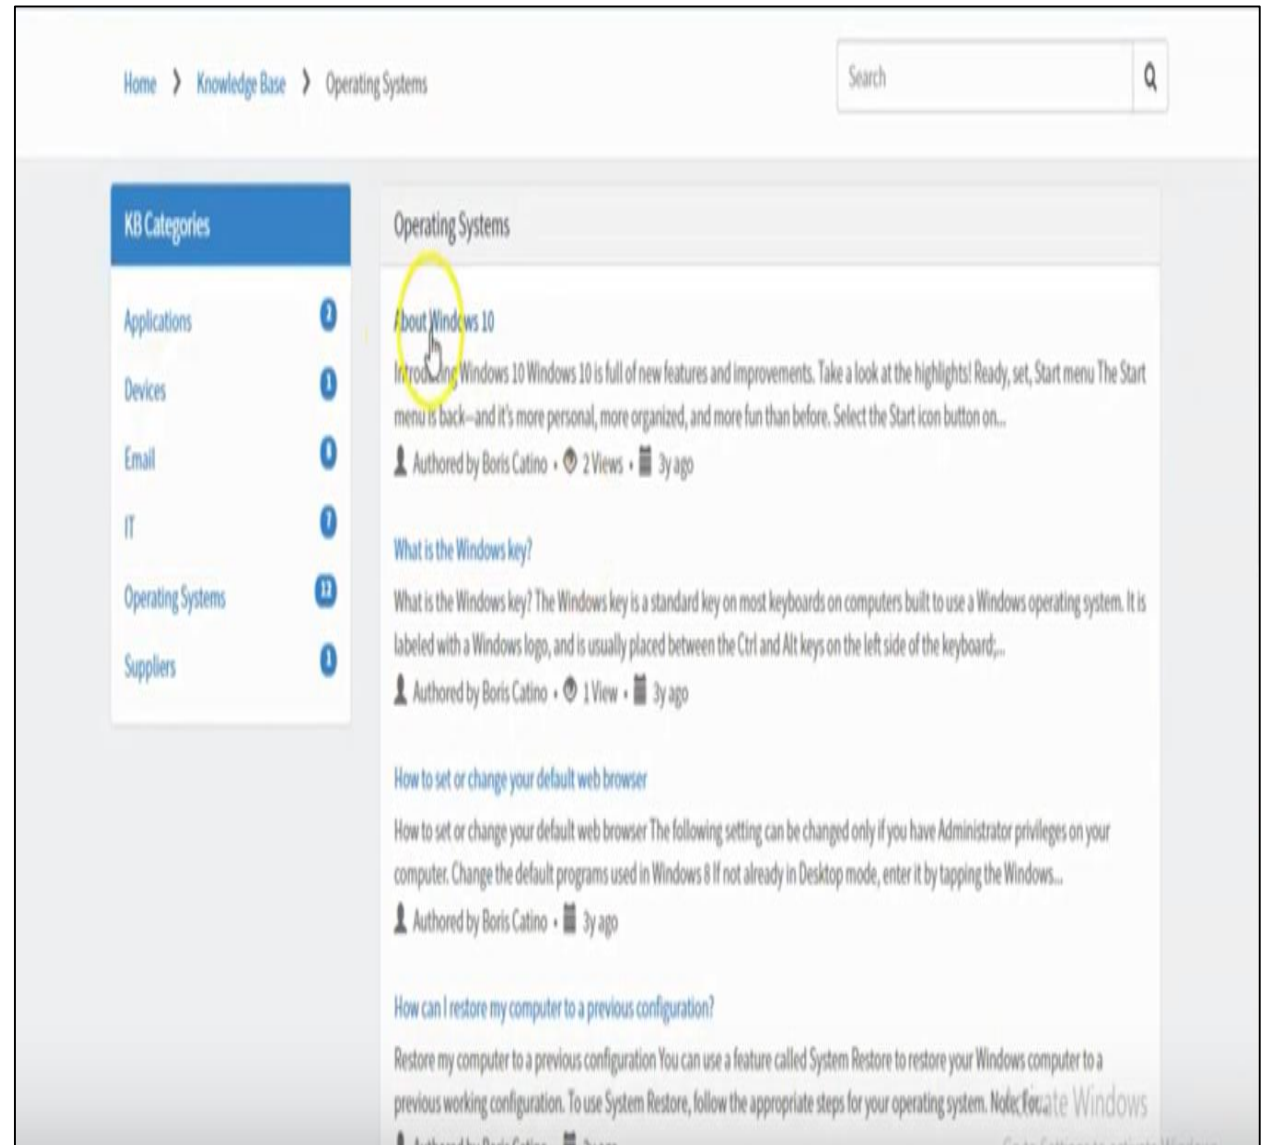 Home > Knowledge Base > Operating Systems
Search
KB Categories
Applications 2
Devices
Email
IT 7
Operating Systems 12
Suppliers
Operating Systems
About Windows 10
Introducing Windows 10 Windows 10 is full of new features and improvements. Take a look at the highlights! Ready, set, Start menu The Start
menu is back—and it's more personal, more organized, and more fun than before. Select the Start icon button on...
Authored by Boris Catino • 2 Views • 3y ago
What is the Windows key?
What is the Windows key? The Windows key is a standard key on most keyboards on computers built to use a Windows operating system. It is
labeled with a Windows logo, and is usually placed between the Ctrl and Alt keys on the left side of the keyboard;...
Authored by Boris Catino • 1 View • 3y ago
How to set or change your default web browser
How to set or change your default web browser The following setting can be changed only if you have Administrator privileges on your
computer. Change the default programs used in Windows 8 If not already in Desktop mode, enter it by tapping the Windows...
Authored by Boris Catino • 3y ago
How can I restore my computer to a previous configuration?
Restore my computer to a previous configuration You can use a feature called System Restore to restore your Windows computer to a
previous working configuration. To use System Restore, follow the appropriate steps for your operating system. Note: For...
Windows